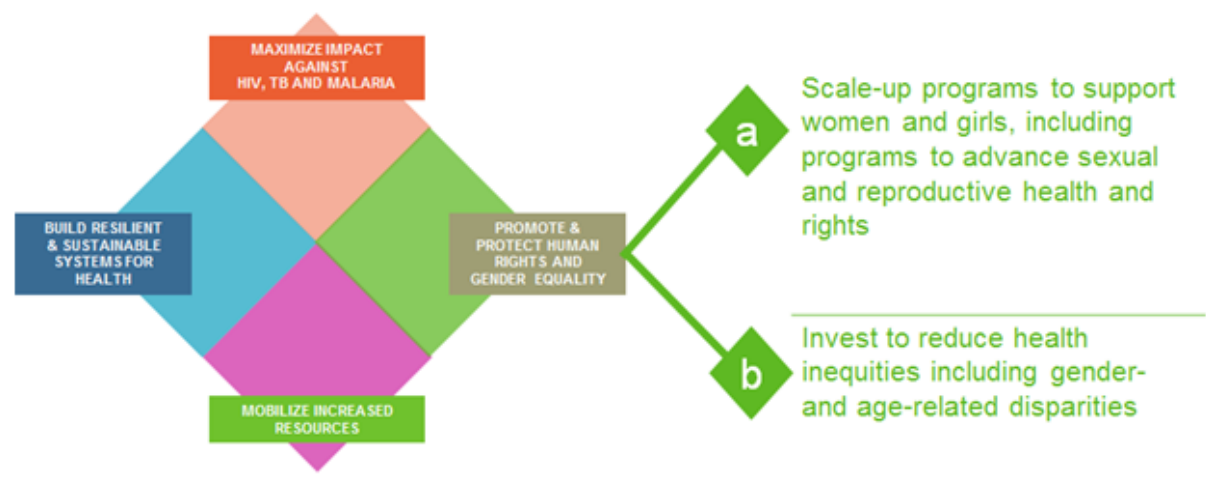 MAXIMIZE IMPACT
AGAINST
HIV, TB AND MALARIA
BUILD RESILIENT
& SUSTAINABLE
SYSTEMS FOR
HEALTH
PROMOTE &
PROTECT HUMAN
RIGHTS AND
GENDER EQUALITY
MOBILIZE INCREASED
RESOURCES
a
Scale-up programs to support
women and girls, including
programs to advance sexual
and reproductive health and
rights
b
Invest to reduce health
inequities including gender-
and age-related disparities